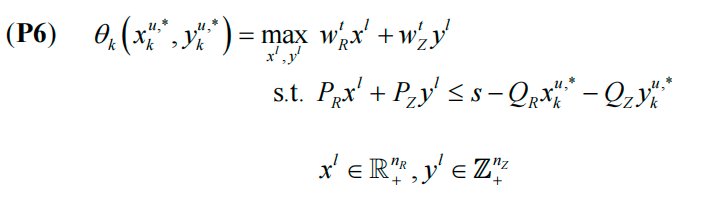 (P6) θ_k(x_k^{u,*}, y_k^{u,*}) = max_{x^l, y^l} w_R^t x^l + w_Z^t y^l
s.t. P_R x^l + P_Z y^l ≤ s − Q_R x_k^{u,*} − Q_Z y_k^{u,*}
x^l ∈ ℝ_+^{n_R}, y^l ∈ ℤ_+^{n_Z}